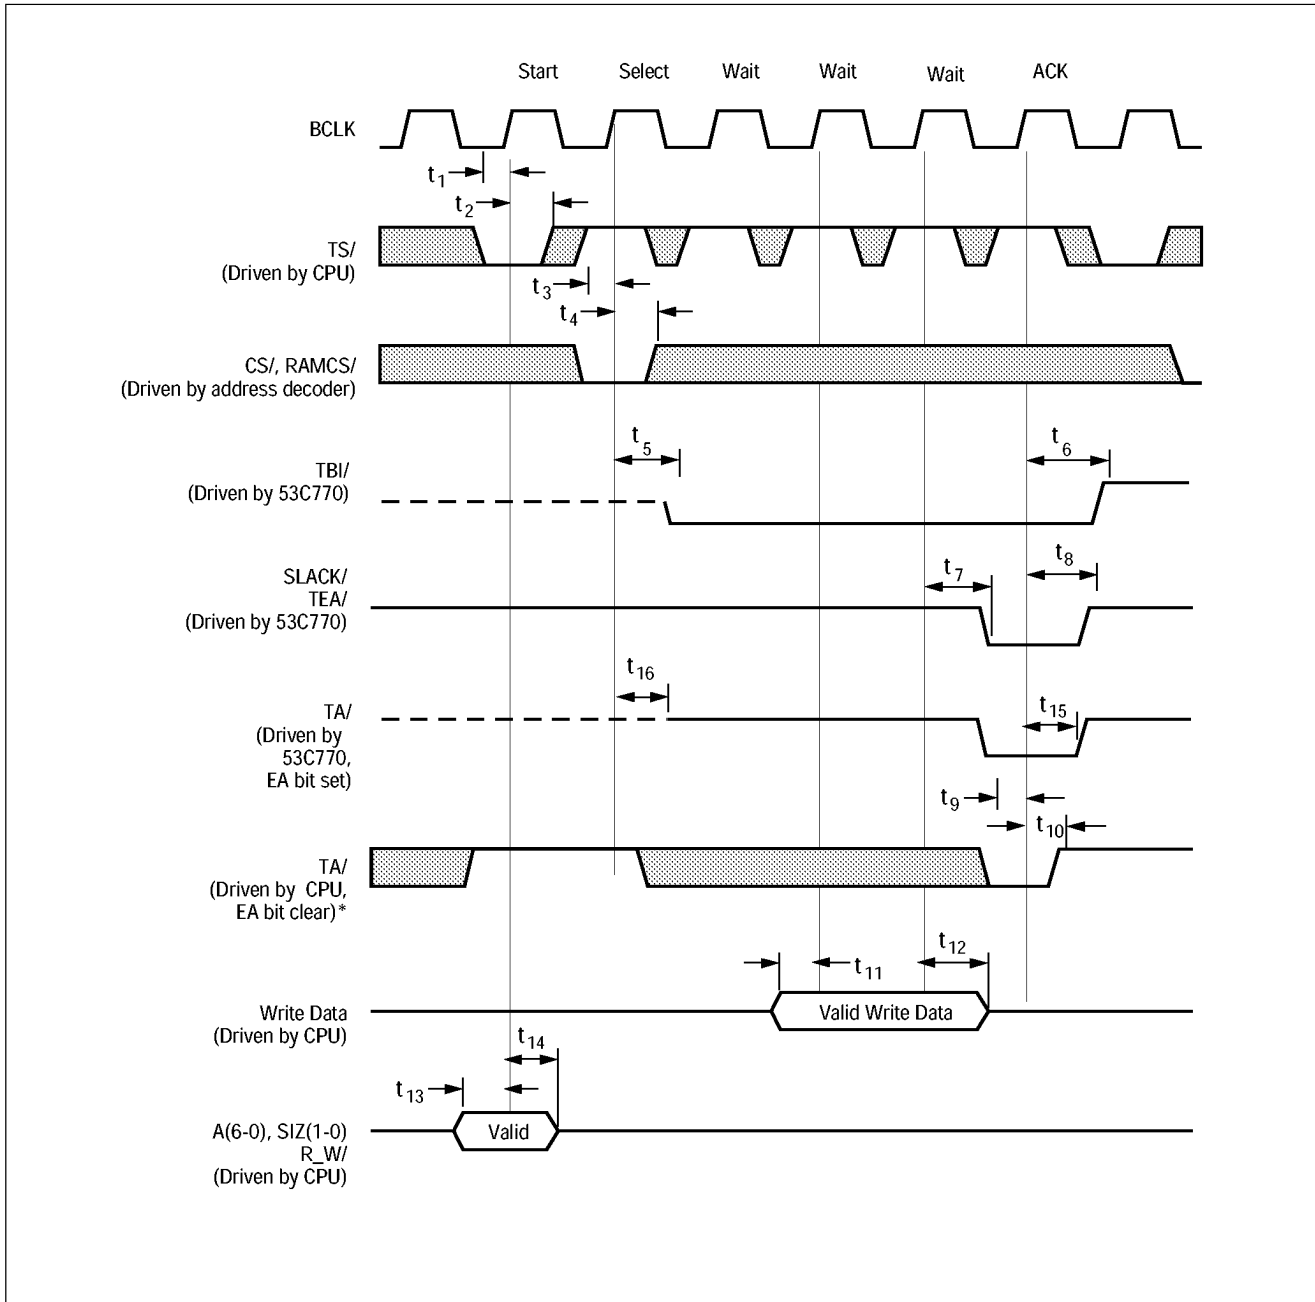 Start Select Wait Wait Wait ACK
BCLK
t1
t2
TS/
(Driven by CPU)
t3
t4
CS/, RAMCS/
(Driven by address decoder)
t5
t6
TBI/
(Driven by 53C770)
t7
t8
SLACK/
TEA/
(Driven by 53C770)
t16
t15
TA/
(Driven by
53C770,
EA bit set)
t9
t10
TA/
(Driven by CPU,
EA bit clear)*
t11
t12
Write Data
(Driven by CPU)
Valid Write Data
t14
t13
A(6-0), SIZ(1-0)
R_W/
(Driven by CPU)
Valid